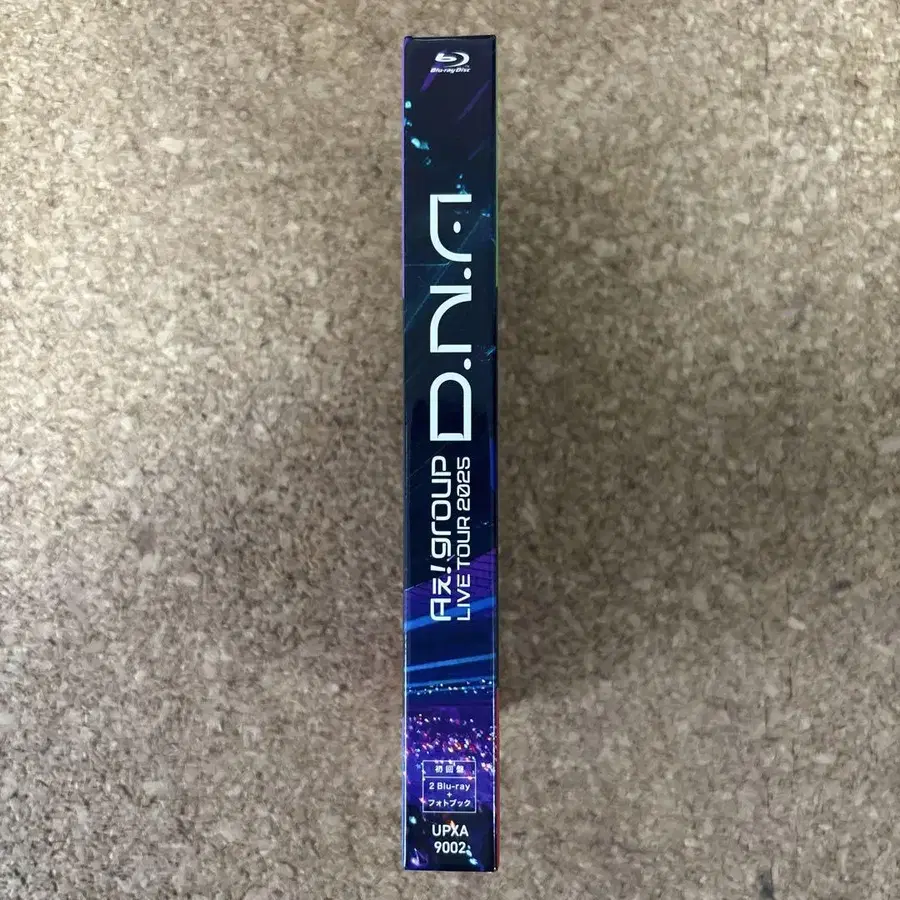 Blu-ray Disc
Aぇ! group
LIVE TOUR 2025
D.N.A
初回盤
2 Blu-ray
+
フォトブック
UPXA
9002